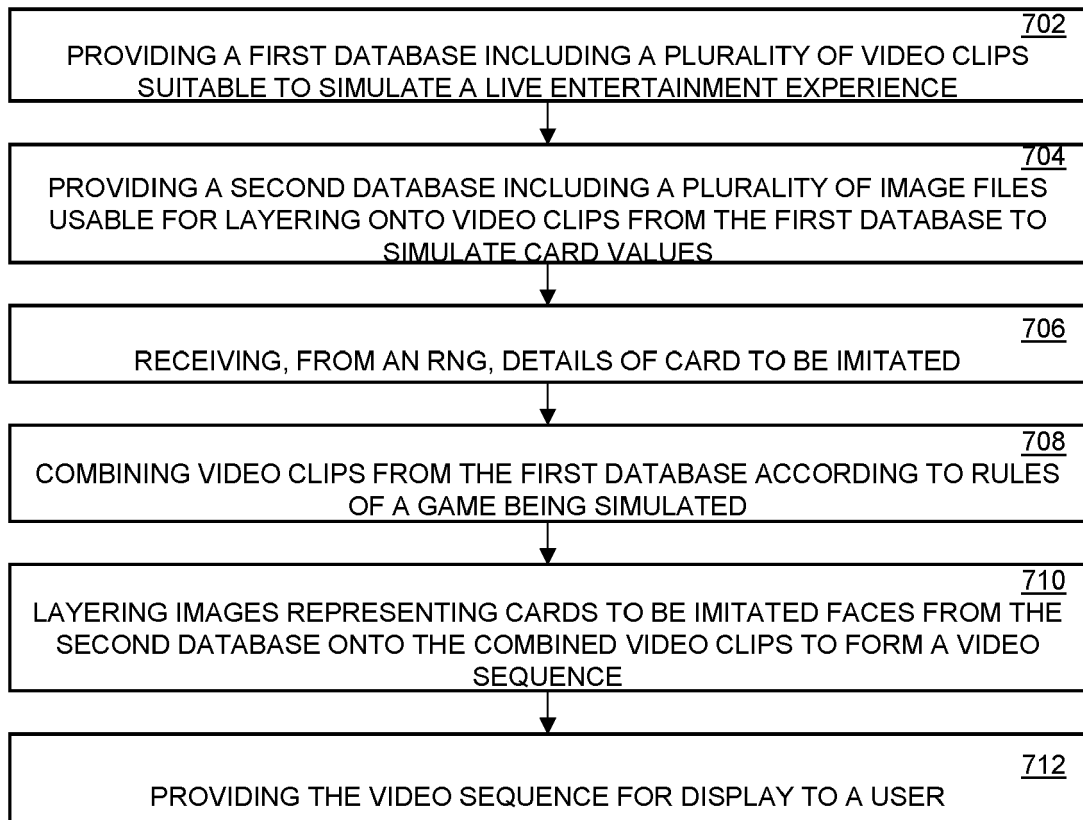 702
PROVIDING A FIRST DATABASE INCLUDING A PLURALITY OF VIDEO CLIPS
SUITABLE TO SIMULATE A LIVE ENTERTAINMENT EXPERIENCE
704
PROVIDING A SECOND DATABASE INCLUDING A PLURALITY OF IMAGE FILES
USABLE FOR LAYERING ONTO VIDEO CLIPS FROM THE FIRST DATABASE TO
SIMULATE CARD VALUES
706
RECEIVING, FROM AN RNG, DETAILS OF CARD TO BE IMITATED
708
COMBINING VIDEO CLIPS FROM THE FIRST DATABASE ACCORDING TO RULES
OF A GAME BEING SIMULATED
710
LAYERING IMAGES REPRESENTING CARDS TO BE IMITATED FACES FROM THE
SECOND DATABASE ONTO THE COMBINED VIDEO CLIPS TO FORM A VIDEO
SEQUENCE
712
PROVIDING THE VIDEO SEQUENCE FOR DISPLAY TO A USER